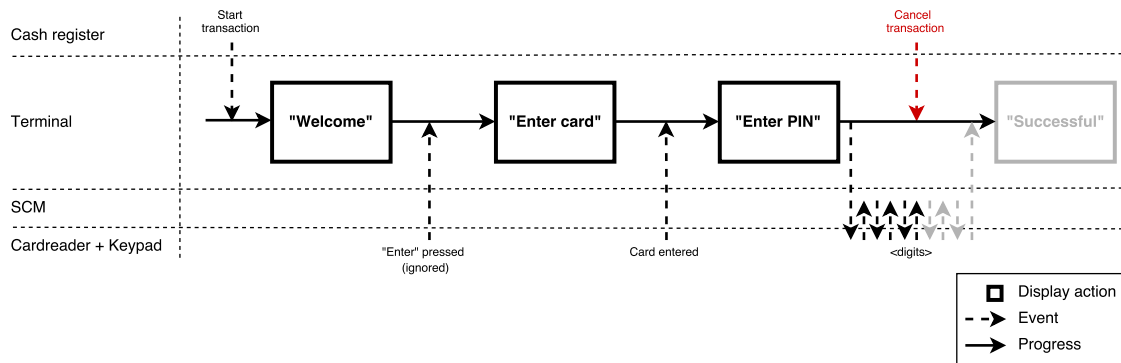 Start
transaction
Cancel
transaction
Cash register
Terminal
"Welcome"
"Enter card"
"Enter PIN"
"Successful"
SCM
Cardreader + Keypad
"Enter" pressed
(ignored)
Card entered
<digits>
Display action
Event
Progress